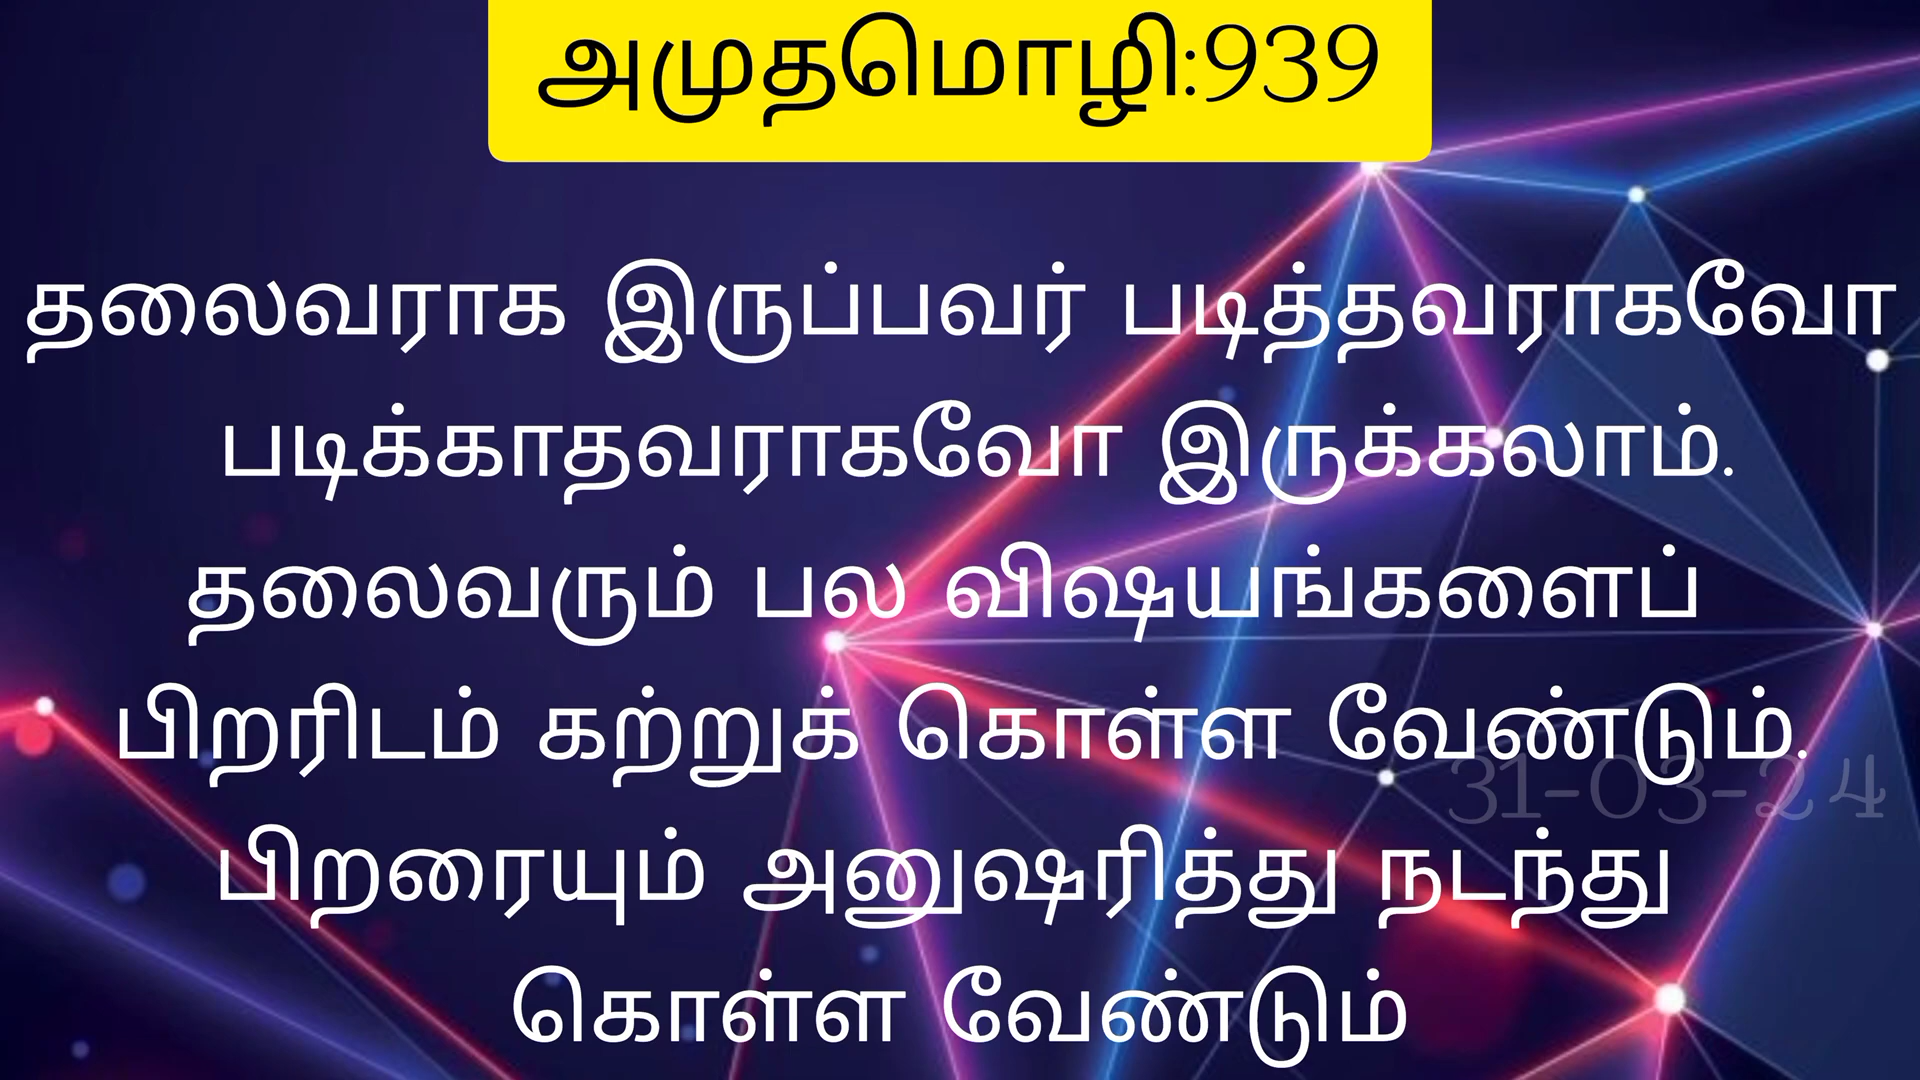 அமுதமொழி:939
தலைவராக இருப்பவர் படித்தவராகவோ
படிக்காதவராகவோ இருக்கலாம்.
தலைவரும் பல விஷயங்களைப்
பிறரிடம் கற்றுக் கொள்ள வேண்டும்.
31-03-24
பிறரையும் அனுஷரித்து நடந்து
கொள்ள வேண்டும்